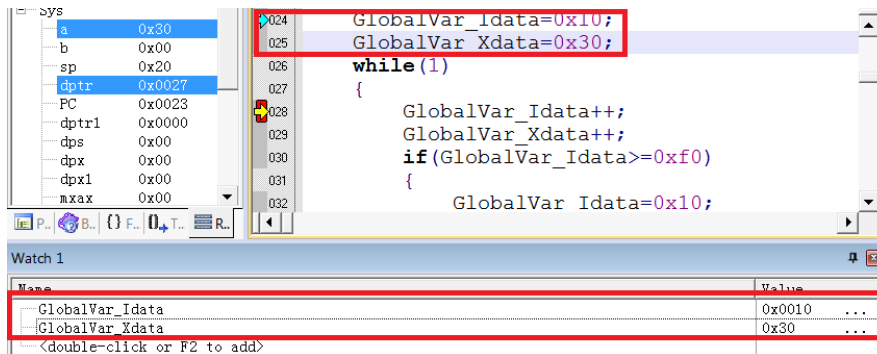 Sys
a 0x30
b 0x00
sp 0x20
dptr 0x0027
PC 0x0023
dptr1 0x0000
dps 0x00
dpx 0x00
dpx1 0x00
mxax 0x00
P.. B.. {} F.. 0→T.. R..
024 GlobalVar_Idata=0x10;
025 GlobalVar_Xdata=0x30;
026 while(1)
027 {
028 GlobalVar_Idata++;
029 GlobalVar_Xdata++;
030 if(GlobalVar_Idata>=0xf0)
031 {
032 GlobalVar_Idata=0x10;
Watch 1
Name Value
GlobalVar_Idata 0x0010 ...
GlobalVar_Xdata 0x30 ...
<double-click or F2 to add>